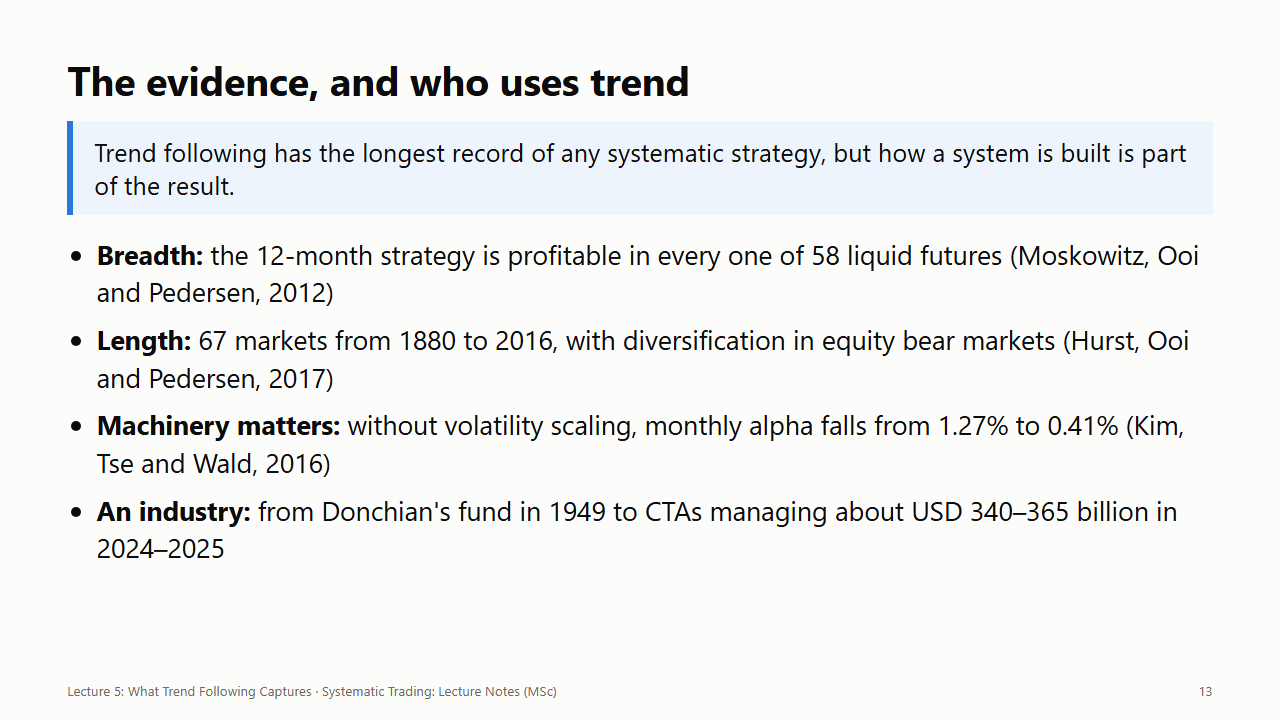 The evidence, and who uses trend
Trend following has the longest record of any systematic strategy, but how a system is built is part
of the result.
• Breadth: the 12-month strategy is profitable in every one of 58 liquid futures (Moskowitz, Ooi
and Pedersen, 2012)
• Length: 67 markets from 1880 to 2016, with diversification in equity bear markets (Hurst, Ooi
and Pedersen, 2017)
• Machinery matters: without volatility scaling, monthly alpha falls from 1.27% to 0.41% (Kim,
Tse and Wald, 2016)
• An industry: from Donchian's fund in 1949 to CTAs managing about USD 340–365 billion in
2024–2025
Lecture 5: What Trend Following Captures · Systematic Trading: Lecture Notes (MSc)
13